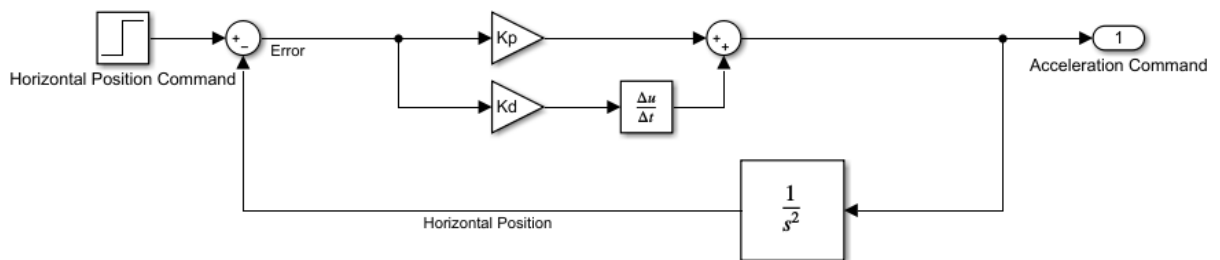 Horizontal Position Command
+
−
Error
Kp
Kd
Δu
Δt
+
+
1
Acceleration Command
1
s²
Horizontal Position